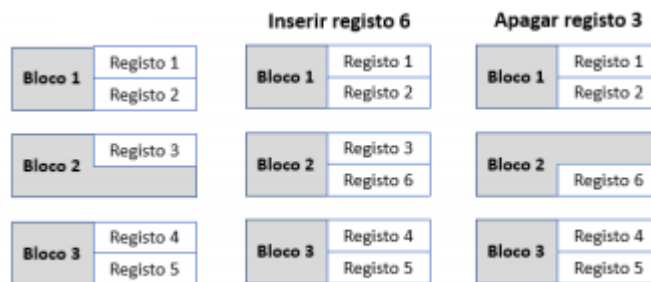 Inserir registo 6
Apagar registo 3
Bloco 1
Registo 1
Registo 2
Bloco 2
Registo 3
Bloco 3
Registo 4
Registo 5
Bloco 1
Registo 1
Registo 2
Bloco 2
Registo 3
Registo 6
Bloco 3
Registo 4
Registo 5
Bloco 1
Registo 1
Registo 2
Bloco 2
Registo 6
Bloco 3
Registo 4
Registo 5